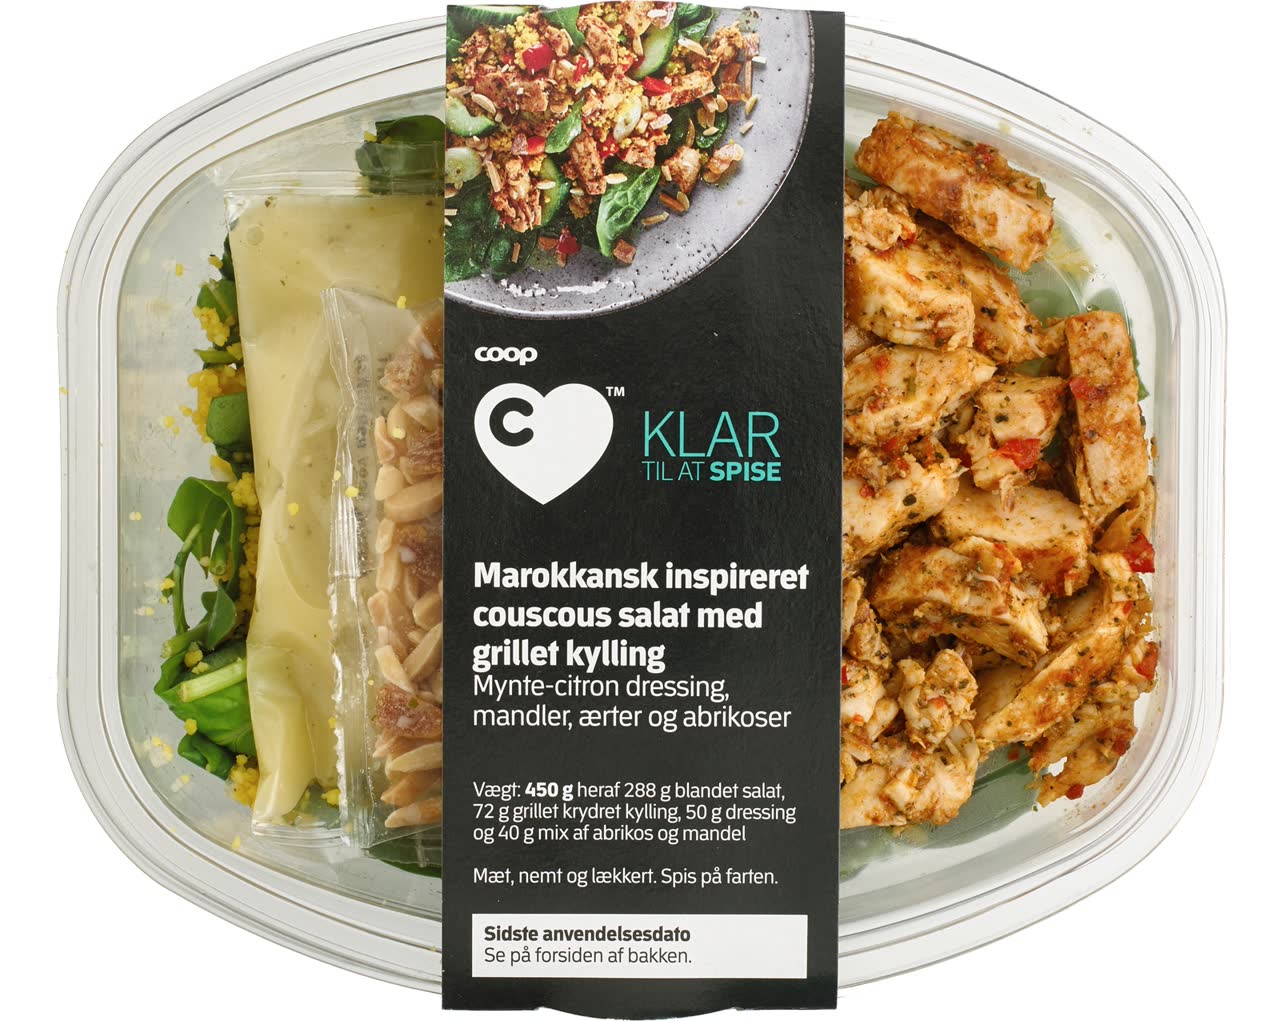 coop
C
TM
KLAR
TIL AT SPISE
Marokkansk inspireret
couscous salat med
grillet kylling
Mynte-citron dressing,
mandler, ærter og abrikoser
Vægt: 450 g heraf 288 g blandet salat,
72 g grillet krydret kylling, 50 g dressing
og 40 g mix af abrikos og mandel
Mæt, nemt og lækkert. Spis på farten.
Sidste anvendelsesdato
Se på forsiden af bakken.